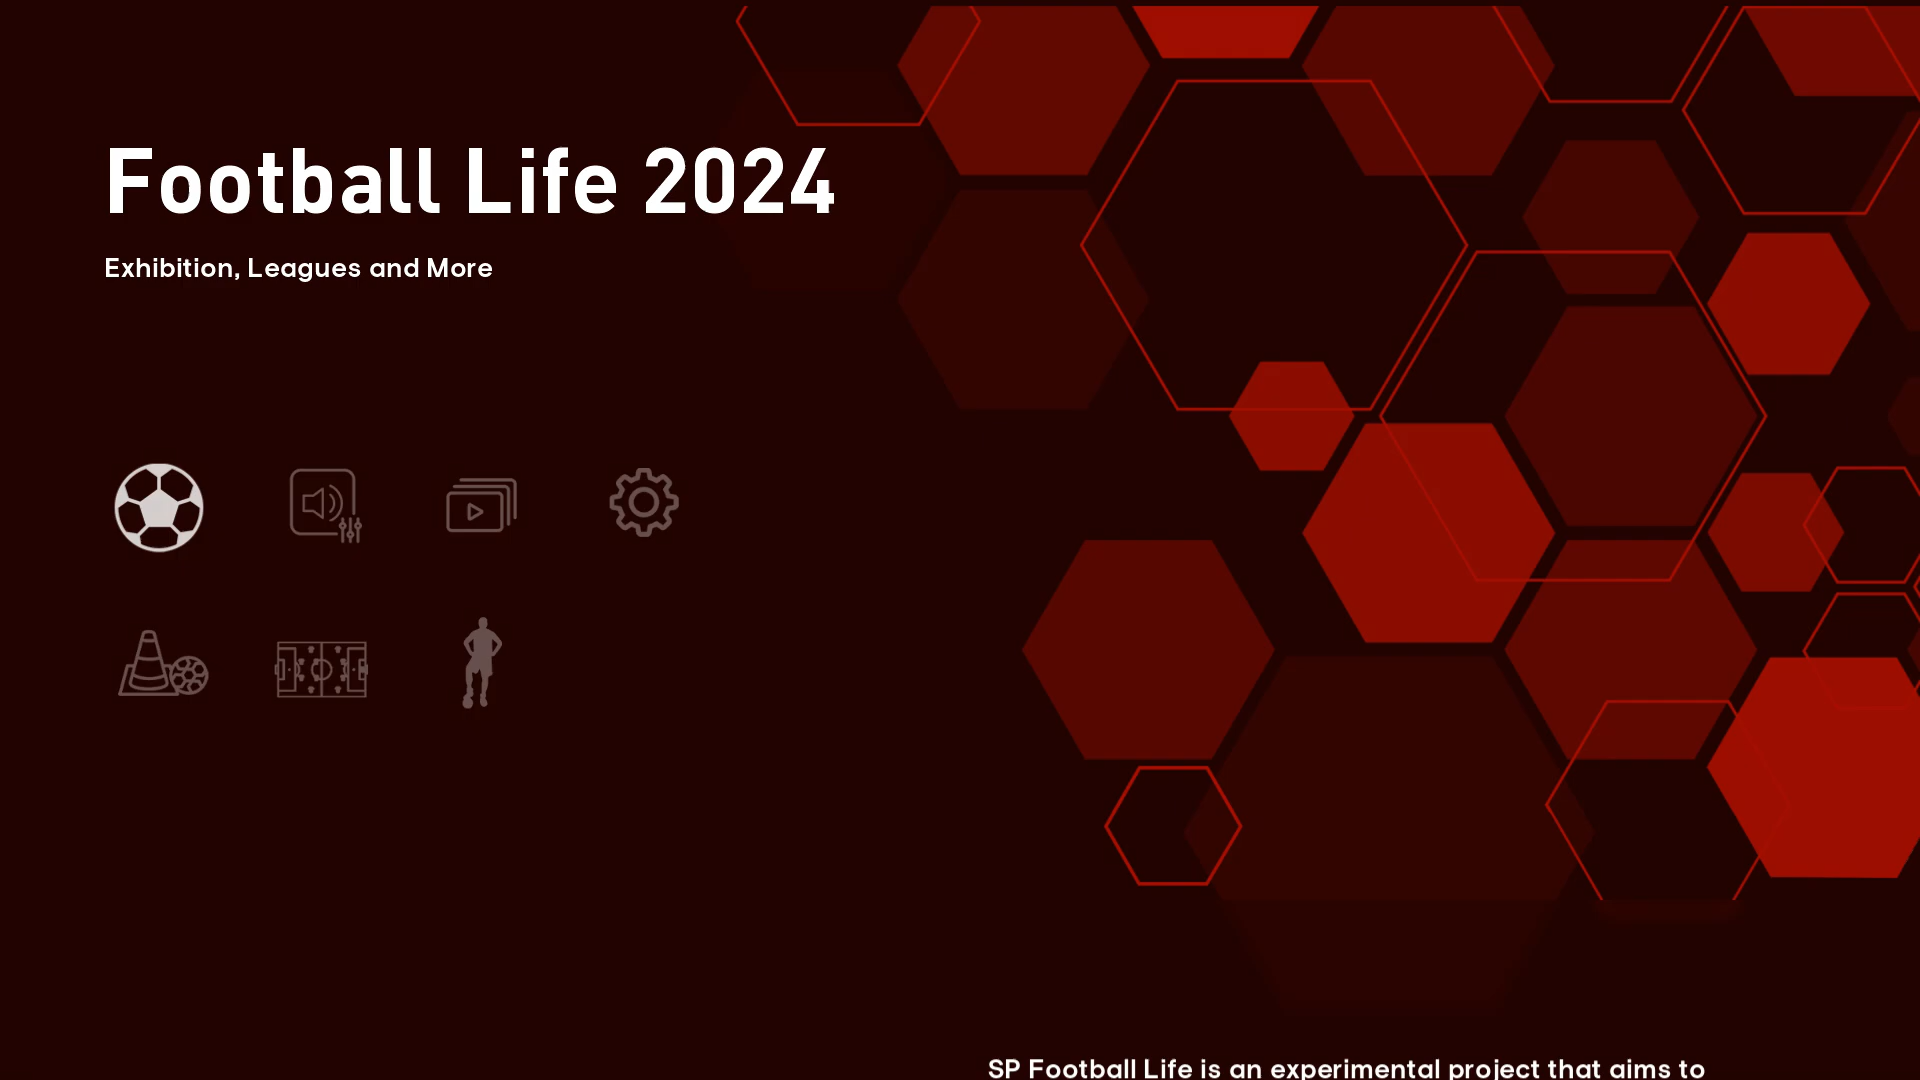 Football Life 2024
Exhibition, Leagues and More
SP Football Life is an experimental project that aims to